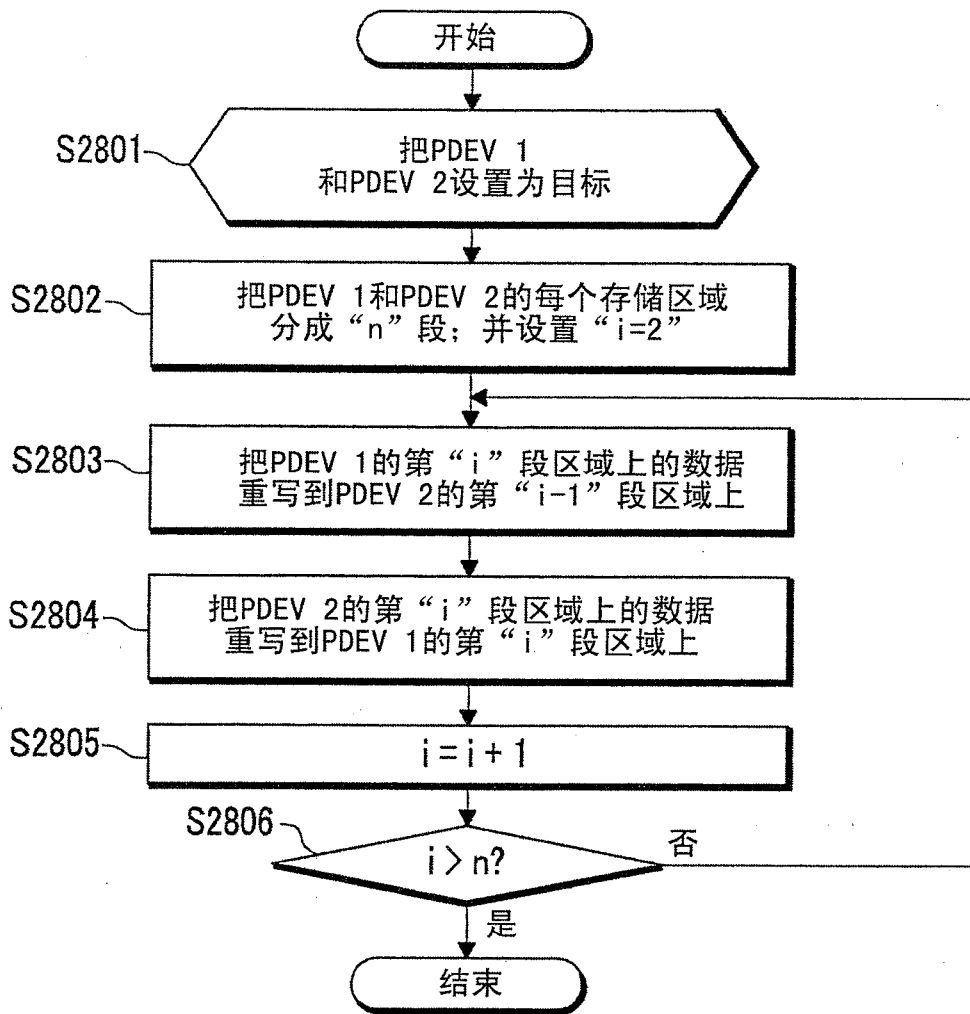 开始
S2801
把PDEV 1
和PDEV 2设置为目标
S2802
把PDEV 1和PDEV 2的每个存储区域
分成“n”段；并设置“i=2”
S2803
把PDEV 1的第“i”段区域上的数据
重写到PDEV 2的第“i-1”段区域上
S2804
把PDEV 2的第“i”段区域上的数据
重写到PDEV 1的第“i”段区域上
S2805
i=i+1
S2806
i>n?
否
是
结束